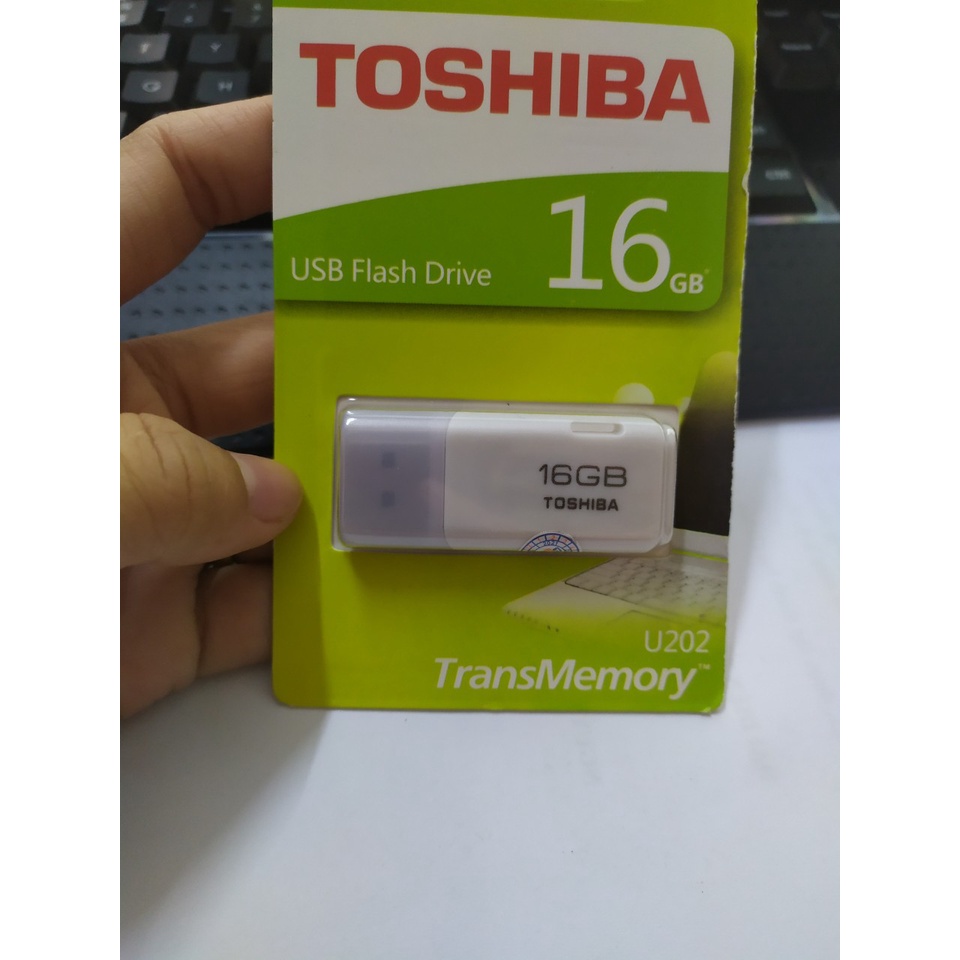 TOSHIBA
USB Flash Drive
16GB
16GB
TOSHIBA
U202
TransMemory™